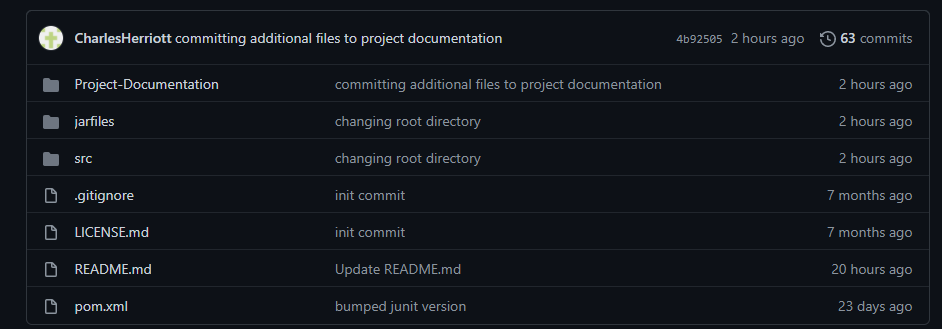 CharlesHerriott committing additional files to project documentation 4b92505 2 hours ago 63 commits
Project-Documentation committing additional files to project documentation 2 hours ago
jarfiles changing root directory 2 hours ago
src changing root directory 2 hours ago
.gitignore init commit 7 months ago
LICENSE.md init commit 7 months ago
README.md Update README.md 20 hours ago
pom.xml bumped junit version 23 days ago